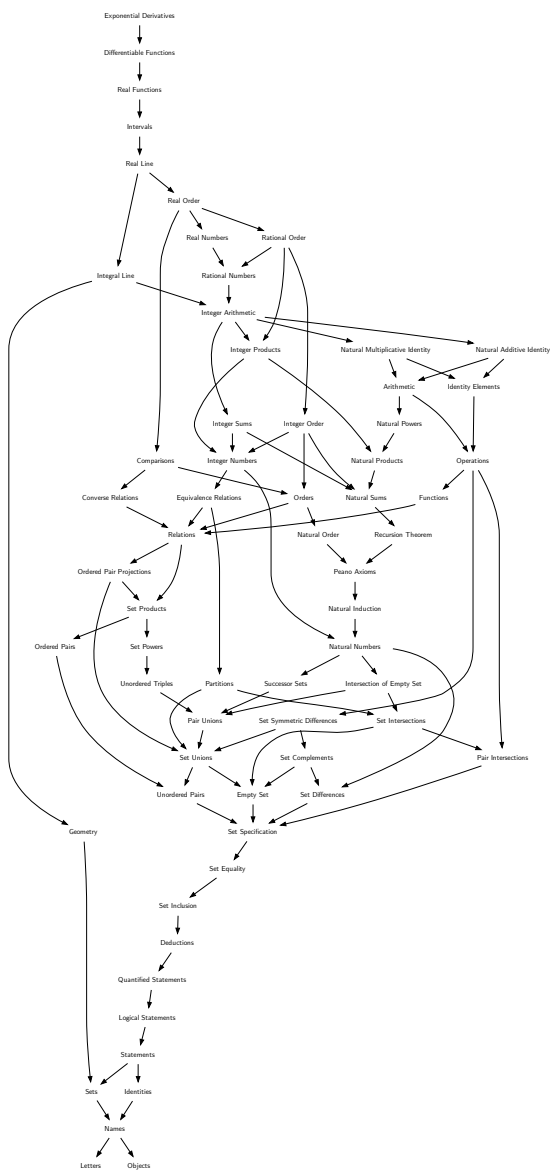 Exponential Derivatives
Differentiable Functions
Real Functions
Intervals
Real Line
Real Order
Real Numbers
Rational Order
Integral Line
Rational Numbers
Integer Arithmetic
Integer Products
Natural Multiplicative Identity
Natural Additive Identity
Arithmetic
Identity Elements
Integer Sums
Integer Order
Natural Powers
Comparisons
Integer Numbers
Natural Products
Operations
Converse Relations
Equivalence Relations
Orders
Natural Sums
Functions
Relations
Natural Order
Recursion Theorem
Ordered Pair Projections
Peano Axioms
Set Products
Natural Induction
Ordered Pairs
Set Powers
Natural Numbers
Unordered Triples
Partitions
Successor Sets
Intersection of Empty Set
Pair Unions
Set Symmetric Differences
Set Intersections
Set Unions
Set Complements
Pair Intersections
Unordered Pairs
Empty Set
Set Differences
Geometry
Set Specification
Set Equality
Set Inclusion
Deductions
Quantified Statements
Logical Statements
Statements
Sets
Identities
Names
Letters
Objects